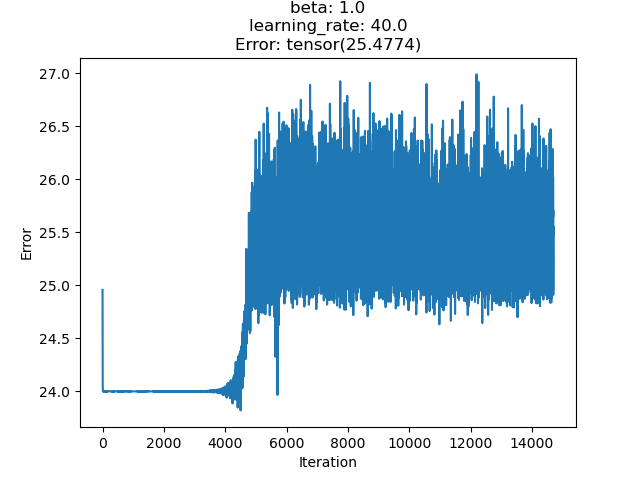 beta: 1.0
learning_rate: 40.0
Error: tensor(25.4774)
27.0
26.5
26.0
25.5
25.0
24.5
24.0
Error
0 2000 4000 6000 8000 10000 12000 14000
Iteration